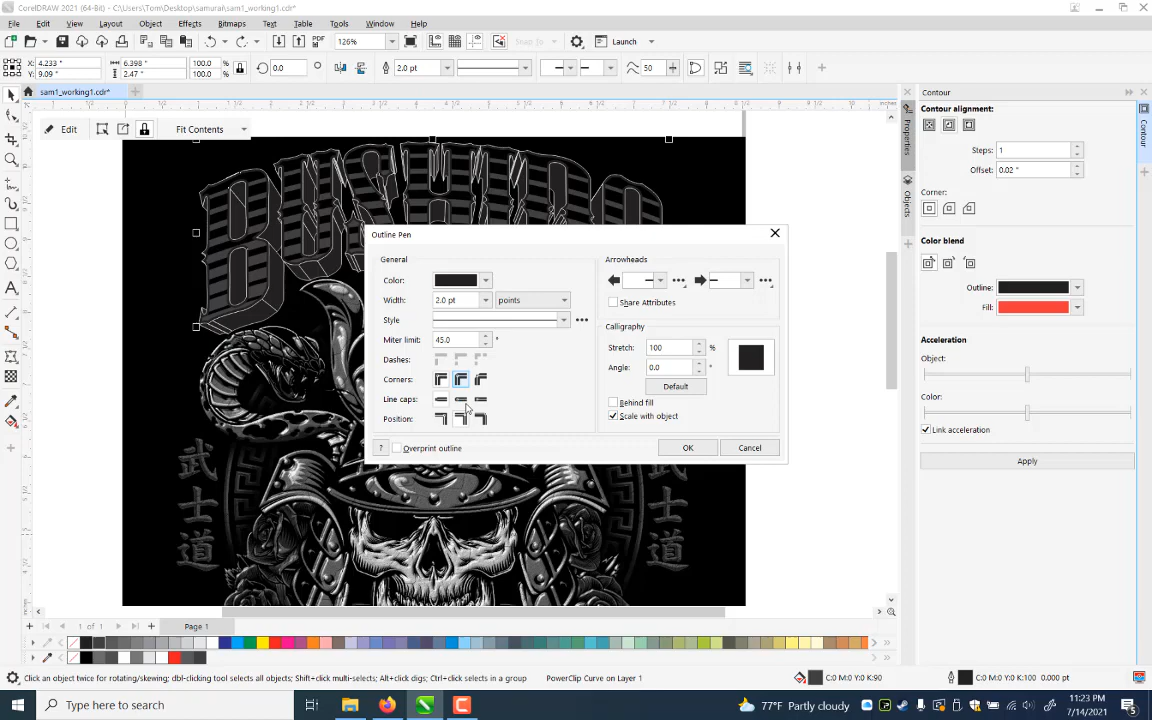 CorelDRAW 2021 (64-Bit) - C:\Users\Tom\Desktop\samurai\sam1_working1.cdr*
File Edit View Layout Object Effects Bitmaps Text Table Tools Window Help
PDF 126% Snap To Launch
X: 4.233 " 6.398 " 100.0 % 0.0 ° 2.0 pt 50
Y: 9.09 " 2.47 " 100.0 %
sam1_working1.cdr*
Contour
inches
Edit Fit Contents
Contour alignment:
Steps: 1
Offset: 0.02 "
Corner:
Color blend
Outline:
Fill:
Acceleration
Object:
Color:
Link acceleration
Apply
Properties
Objects
Contour
BUSHIDO
Outline Pen
General
Color:
Width: 2.0 pt points
Style
Miter limit: 45.0 °
Dashes:
Corners:
Line caps:
Position:
? Overprint outline
Arrowheads
Share Attributes
Calligraphy
Stretch: 100 %
Angle: 0.0 °
Default
Behind fill
Scale with object
OK Cancel
武 武
士 士
道 道
1 of 1 Page 1
Click an object twice for rotating/skewing; dbl-clicking tool selects all objects; Shift+click multi-selects; Alt+click digs; Ctrl+click selects in a group
PowerClip Curve on Layer 1
C:0 M:0 Y:0 K:90
C:0 M:0 Y:0 K:100 0.000 pt
Type here to search
77°F Partly cloudy
11:23 PM
7/14/2021
5